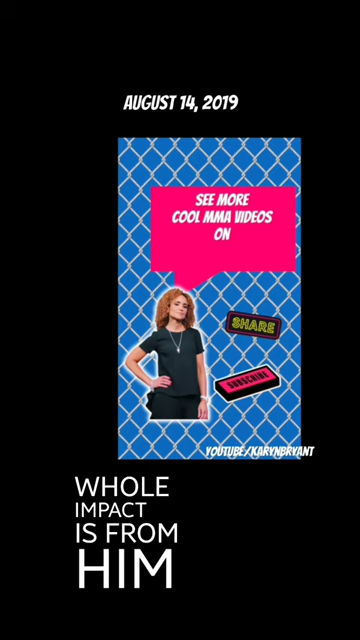 AUGUST 14, 2019
SEE MORE
COOL MMA VIDEOS
ON
SHARE
SUBSCRIBE
YOUTUBE/KARYNBRYANT
WHOLE
IMPACT
IS FROM
HIM